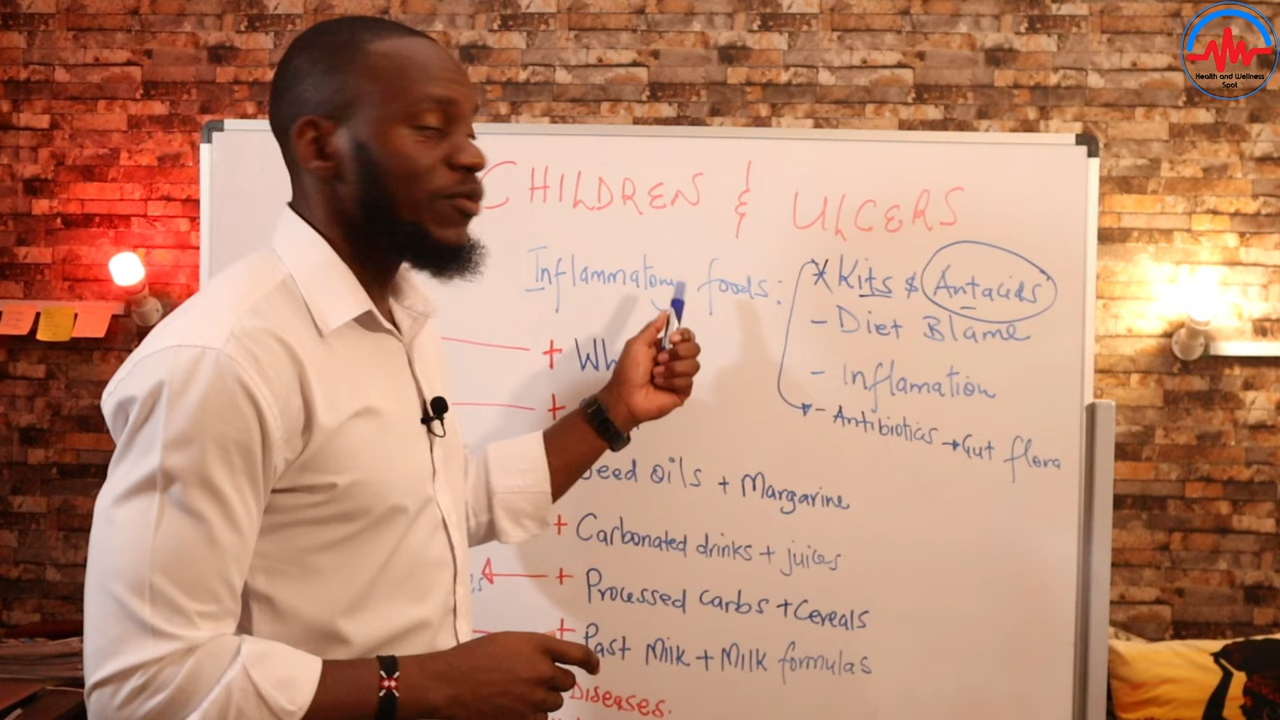 Health and Wellness
Spot
CHILDREN & ULCERS
Inflammatory foods:
+ Wh
+
Seed oils + Margarine
+ Carbonated drinks + juices
+ Processed carbs + Cereals
+ Past Milk + Milk formulas
Diseases.
* Kits & Antacids
- Diet Blame
- Inflamation
- Antibiotics → Gut flora